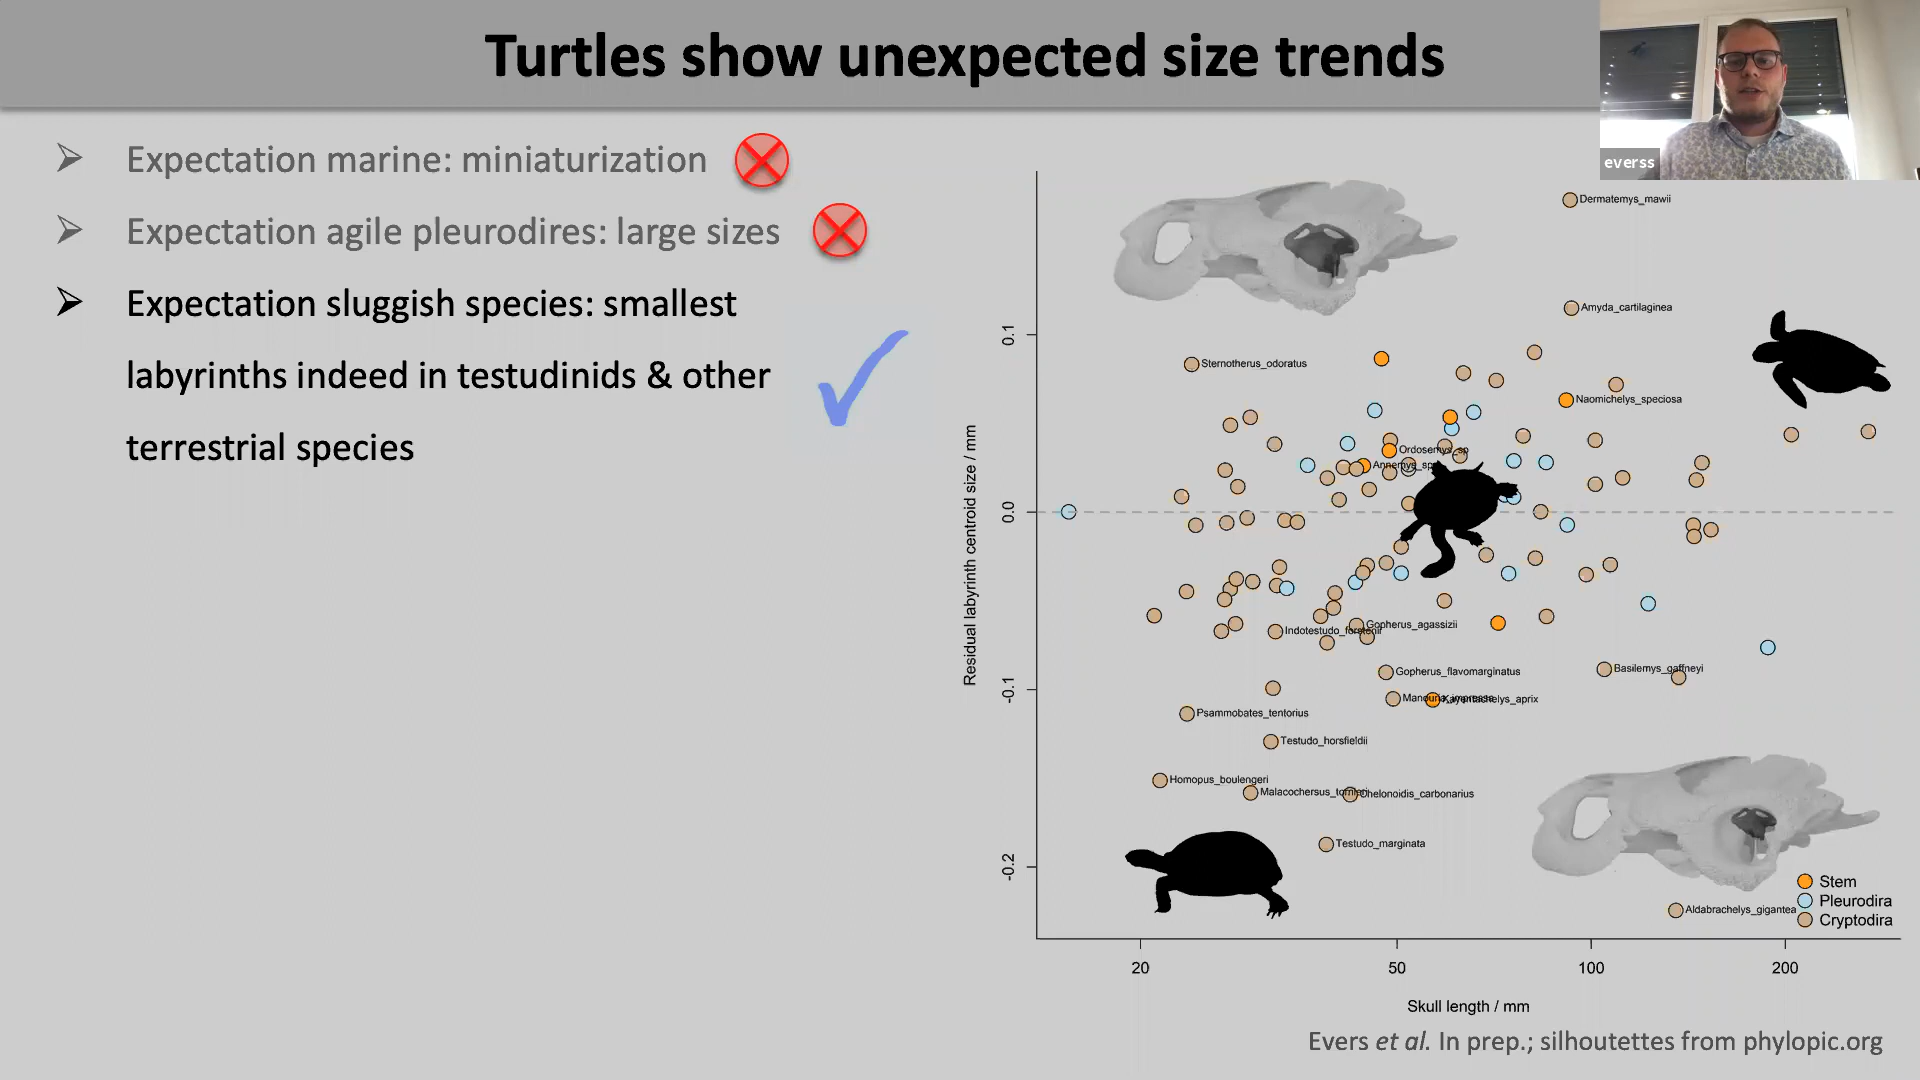 Turtles show unexpected size trends
everss
➢ Expectation marine: miniaturization
➢ Expectation agile pleurodires: large sizes
➢ Expectation sluggish species: smallest
labyrinths indeed in testudinids & other
terrestrial species
Residual labyrinth centroid size / mm
0.1
0.0
-0.1
-0.2
Dermatemys_mawii
Amyda_cartilaginea
Sternotherus_odoratus
Naomichelys_speciosa
Ordosemys_sp
Annemys_sp
Gopherus_agassizii
Indotestudo_forstenii
Basilemys_gaffneyi
Gopherus_flavomarginatus
Manouria_impressa
Kayentachelys_aprix
Psammobates_tentorius
Testudo_horsfieldii
Homopus_boulengeri
Malacochersus_tornieri
Chelonoidis_carbonarius
Testudo_marginata
Aldabrachelys_gigantea
Stem
Pleurodira
Cryptodira
20
50
100
200
Skull length / mm
Evers et al. In prep.; silhoutettes from phylopic.org